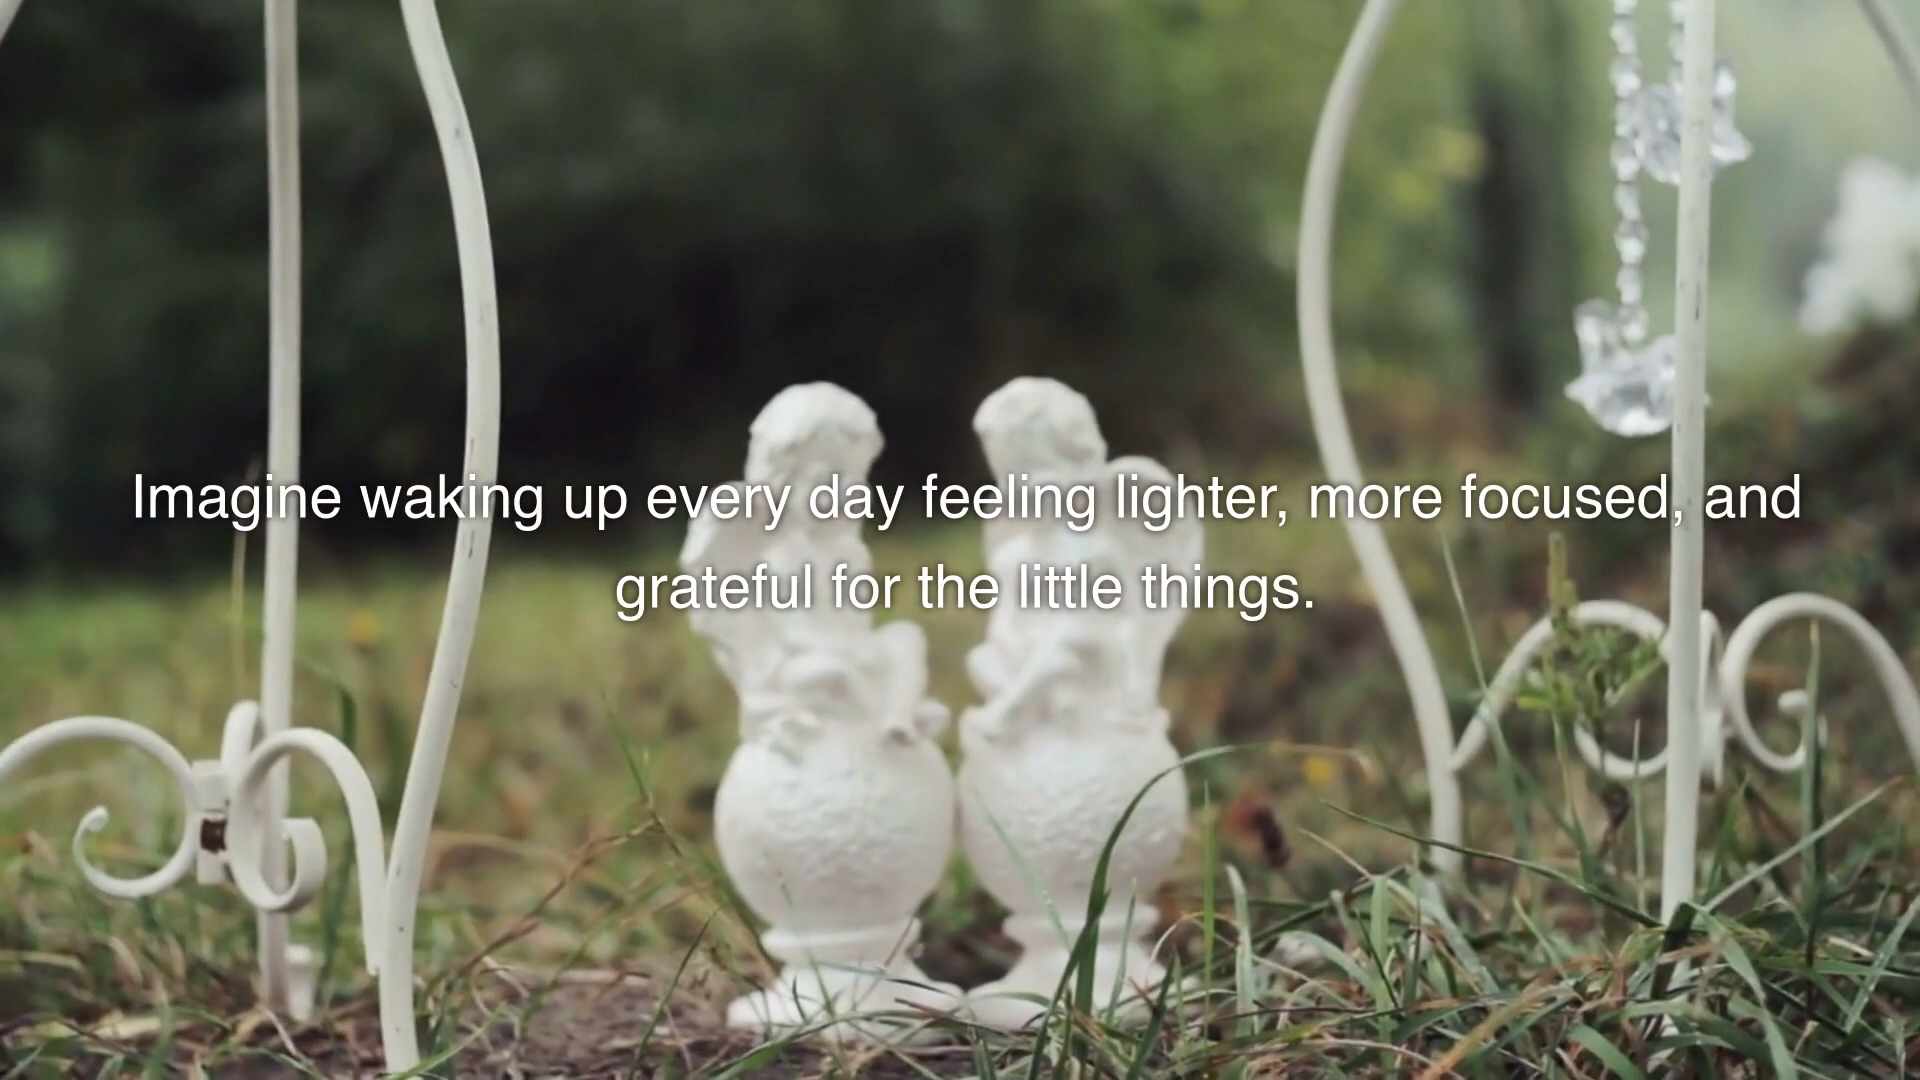 Imagine waking up every day feeling lighter, more focused, and
grateful for the little things.